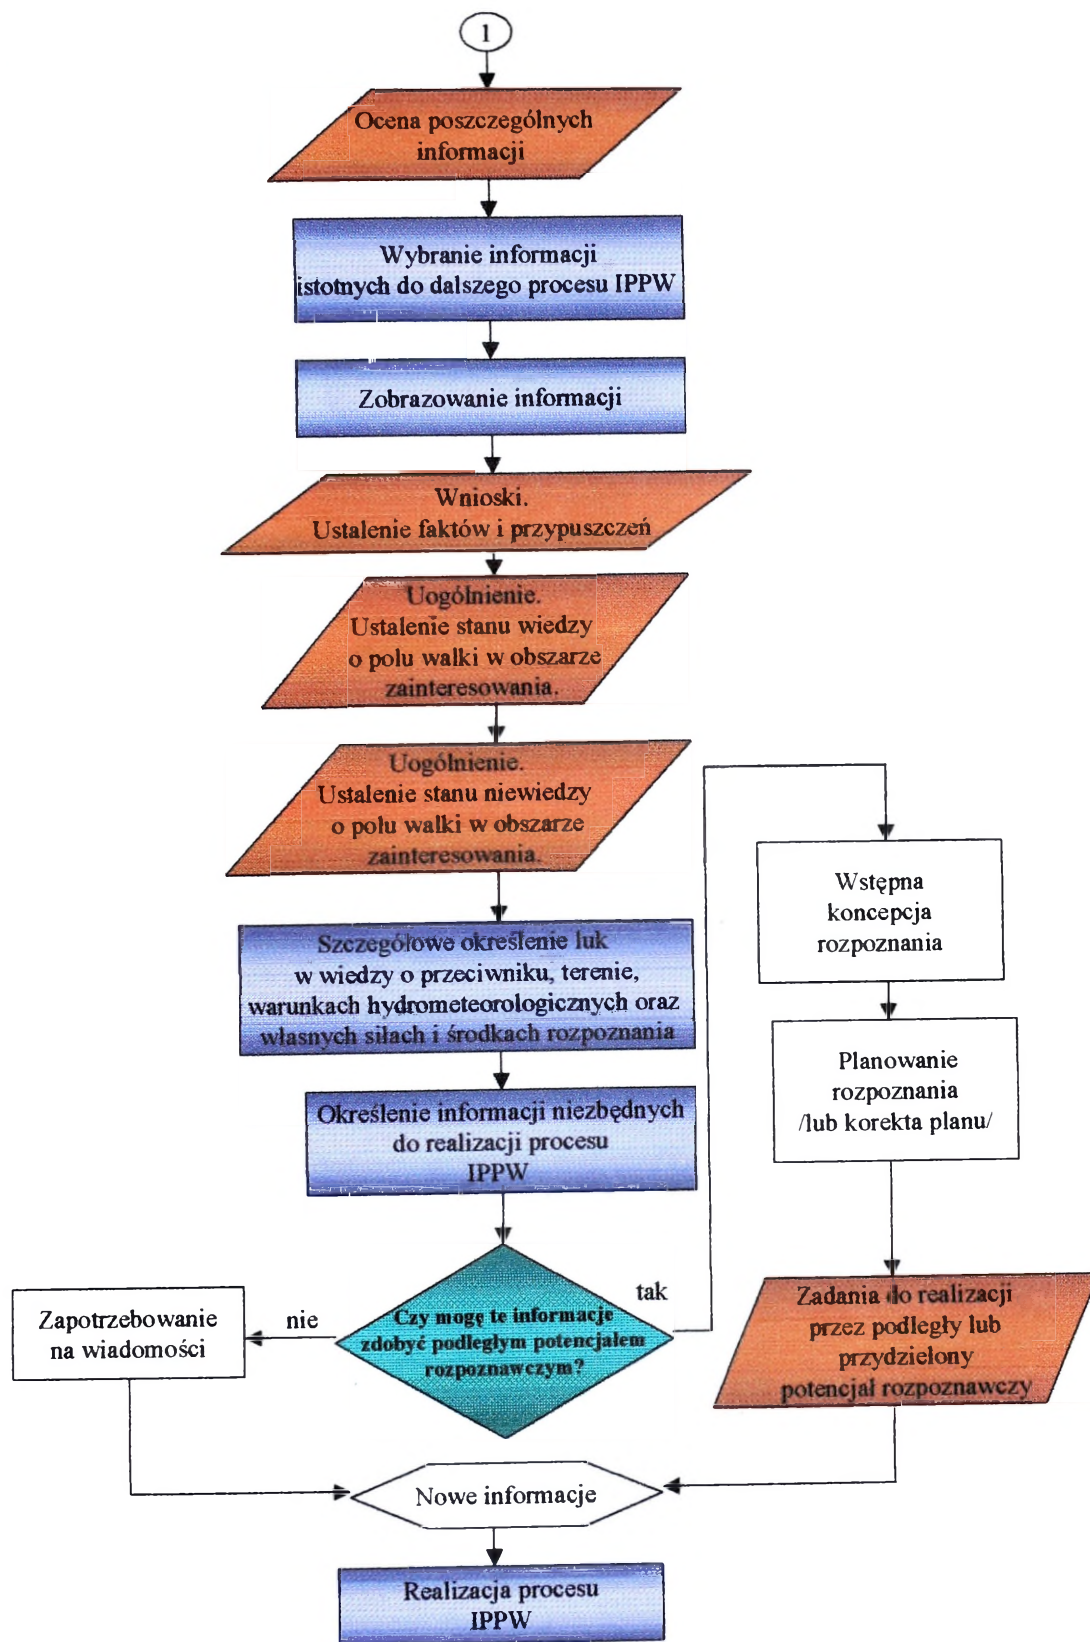 1
Ocena poszczególnych
informacji
Wybranie informacji
istotnych do dalszego procesu IPPW
Zobrazowanie informacji
Wnioski.
Ustalenie faktów i przypuszczeń
Uogólnienie.
Ustalenie stanu wiedzy
o polu walki w obszarze
zainteresowania.
Uogólnienie.
Ustalenie stanu niewiedzy
o polu walki w obszarze
zainteresowania.
Szczegółowe określenie luk
w wiedzy o przeciwniku, terenie,
warunkach hydrometeorologicznych oraz
własnych siłach i środkach rozpoznania
Określenie informacji niezbędnych
do realizacji procesu
IPPW
Czy mogę te informacje
zdobyć podległym potencjałem
rozpoznawczym?
nie
tak
Zapotrzebowanie
na wiadomości
Wstępna
koncepcja
rozpoznania
Planowanie
rozpoznania
/lub korekta planu/
Zadania do realizacji
przez podległy lub
przydzielony
potencjał rozpoznawczy
Nowe informacje
Realizacja procesu
IPPW